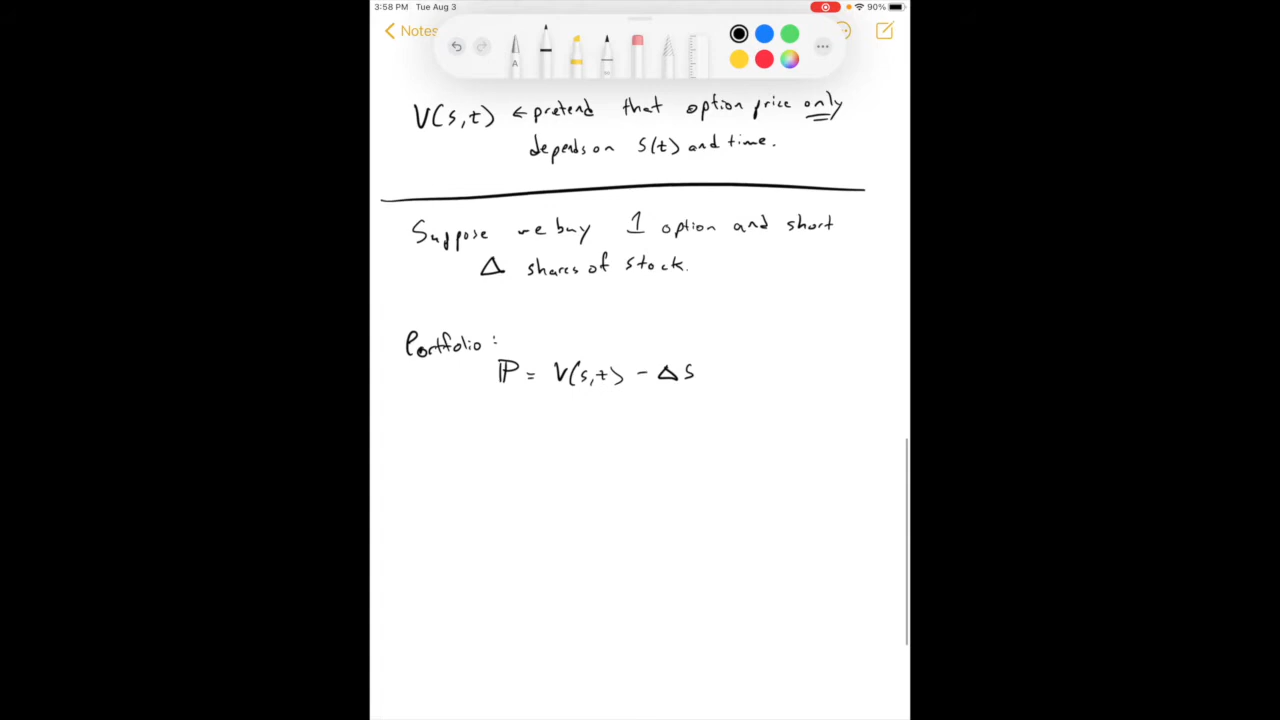 3:58 PM Tue Aug 3 90%
Notes
A
V(s,t) ← pretend that option price only
depends on S(t) and time.
Suppose we buy 1 option and short
Δ shares of stock.
Portfolio:
ℙ = V(s,t) - ΔS